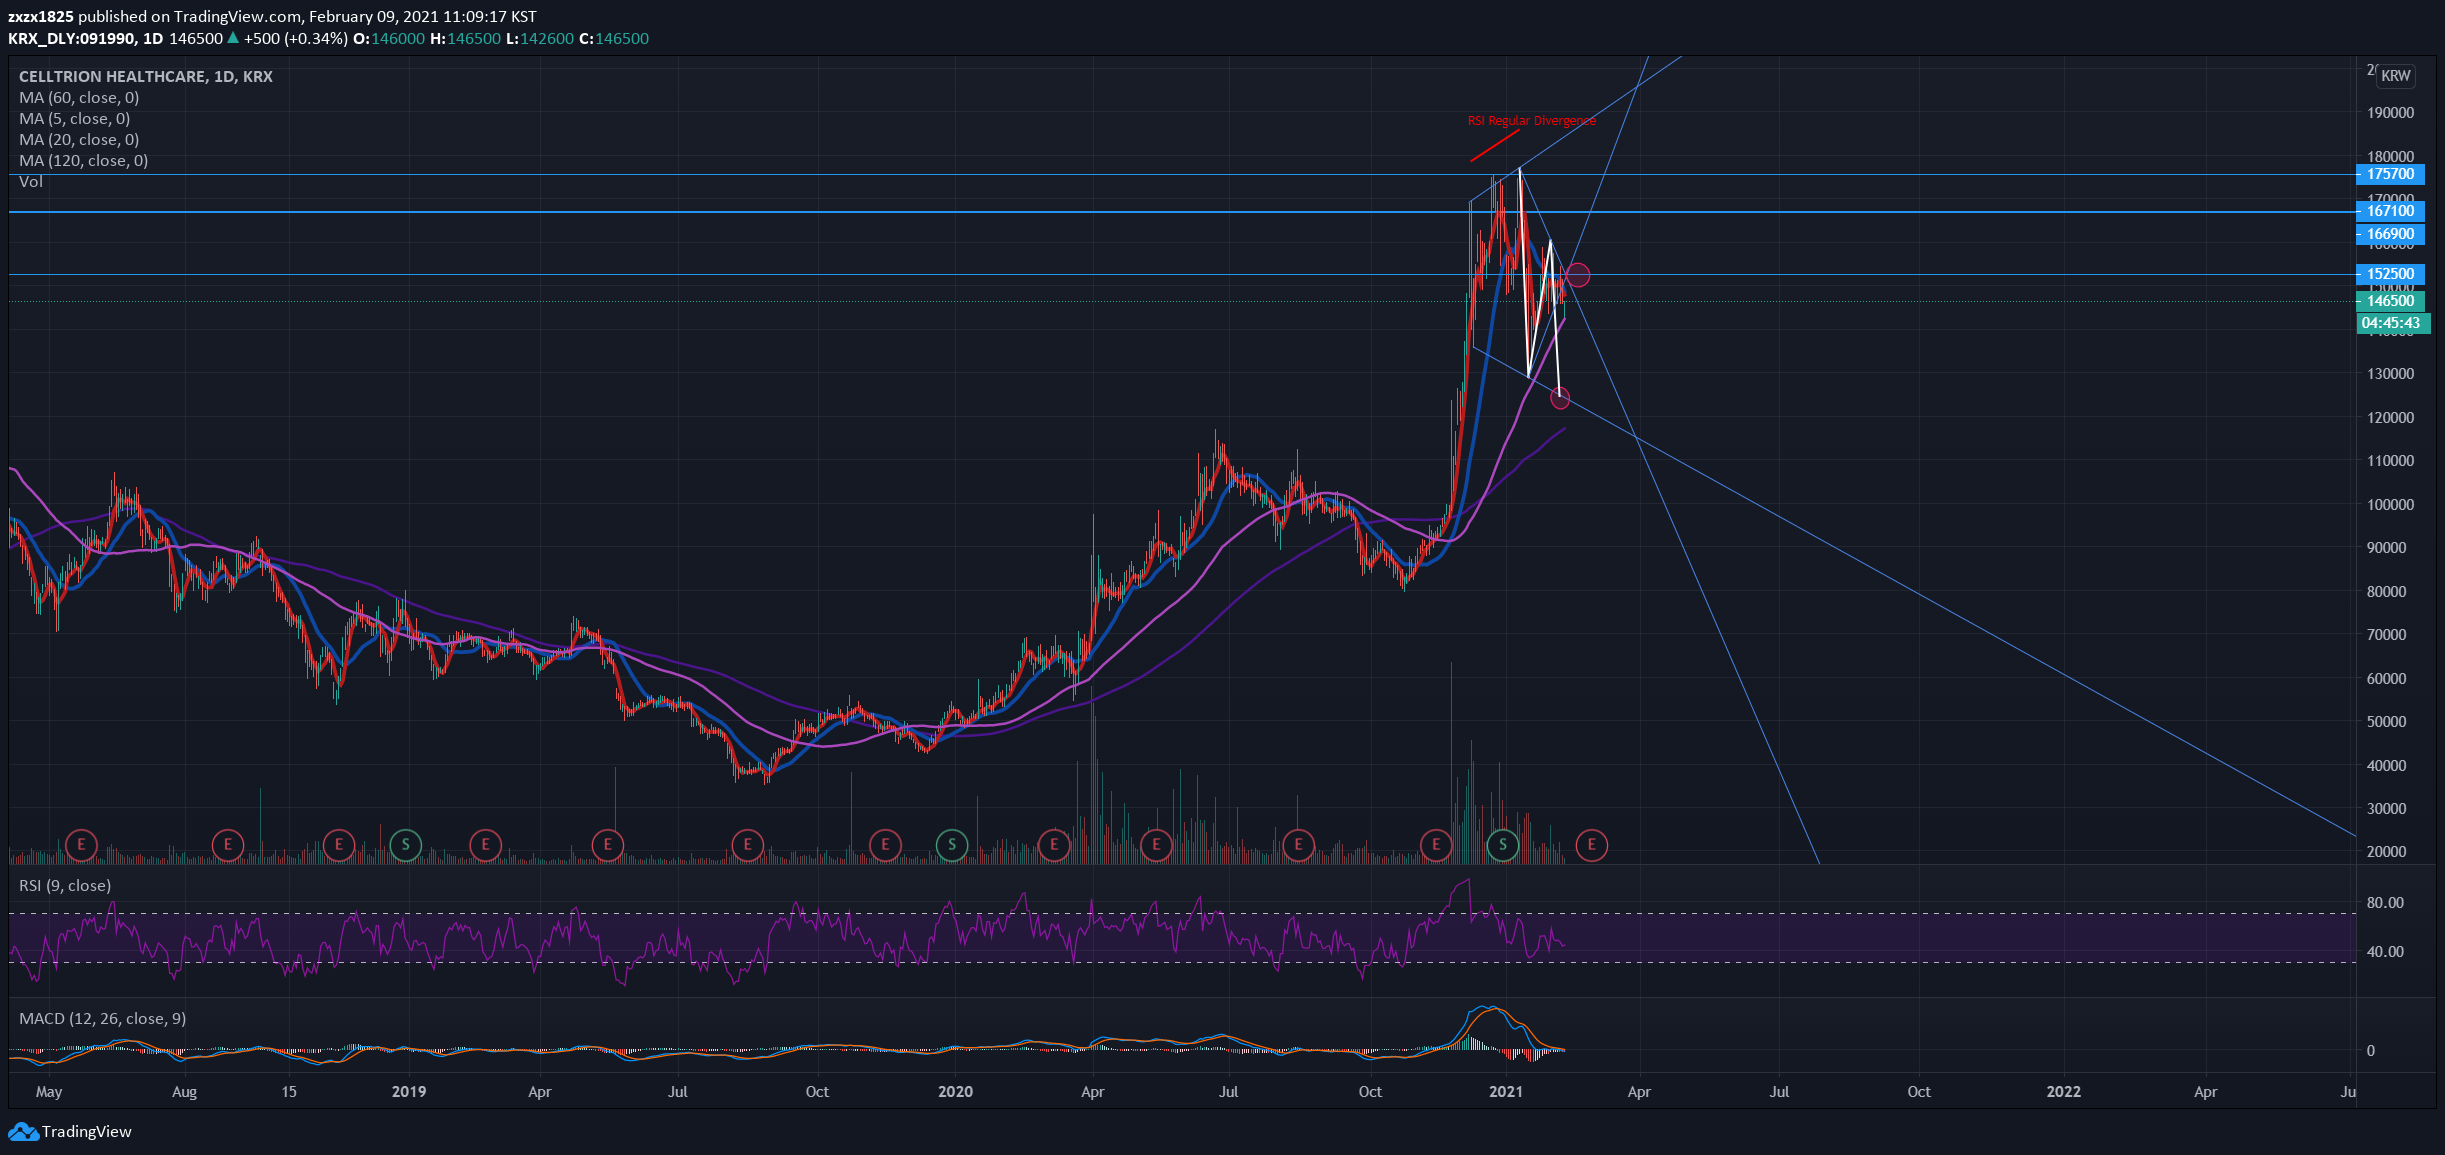 zxzx1825 published on TradingView.com, February 09, 2021 11:09:17 KST
KRX_DLY:091990, 1D 146500 ▲ +500 (+0.34%) O:146000 H:146500 L:142600 C:146500
CELLTRION HEALTHCARE, 1D, KRX
MA (60, close, 0)
MA (5, close, 0)
MA (20, close, 0)
MA (120, close, 0)
Vol
RSI Regular Divergence
KRW
190000
180000
175700
170000
167100
166900
160000
152500
150000
146500
04:45:43
130000
120000
110000
100000
90000
80000
70000
60000
50000
40000
30000
20000
E E E S E E E E S E E E E S E
RSI (9, close)
80.00
40.00
MACD (12, 26, close, 9)
0
May Aug 15 2019 Apr Jul Oct 2020 Apr Jul Oct 2021 Apr Jul Oct 2022 Apr Ju
TradingView